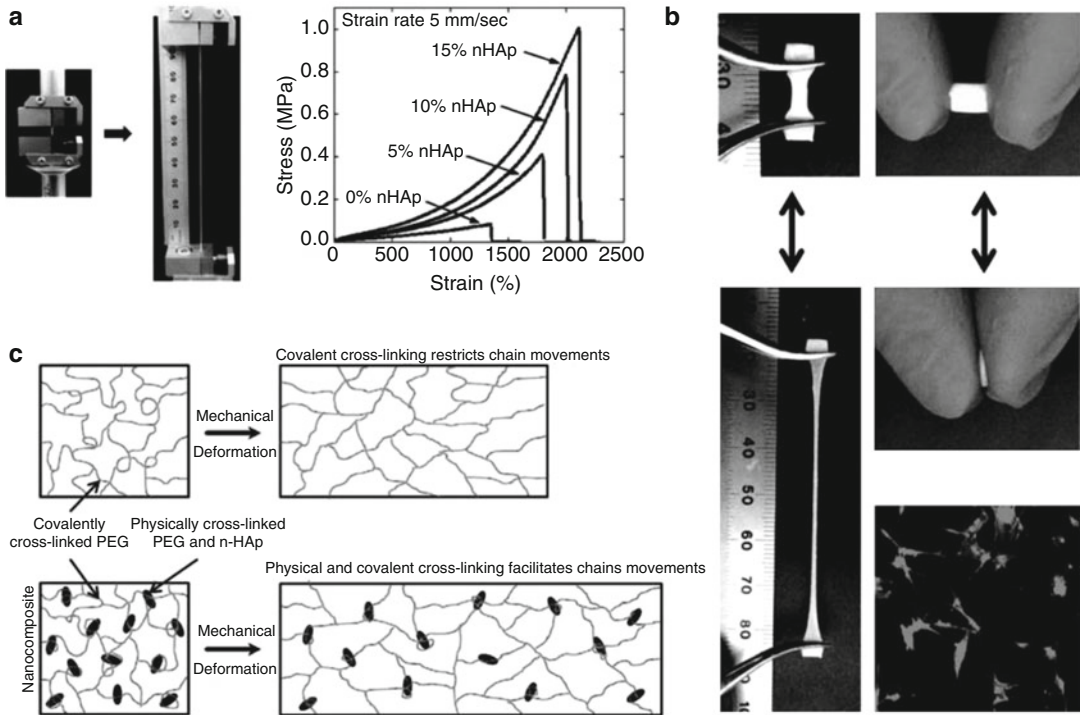 a
Strain rate 5 mm/sec
15% nHAp
10% nHAp
5% nHAp
0% nHAp
Stress (MPa)
1.0
0.8
0.6
0.4
0.2
0.0
0 500 1000 1500 2000 2500
Strain (%)
b
30
30
40
50
60
70
80
c
Covalent cross-linking restricts chain movements
Mechanical
Deformation
Covalently
cross-linked PEG
Physically cross-linked
PEG and n-HAp
Physical and covalent cross-linking facilitates chains movements
Nanocomposite
Mechanical
Deformation